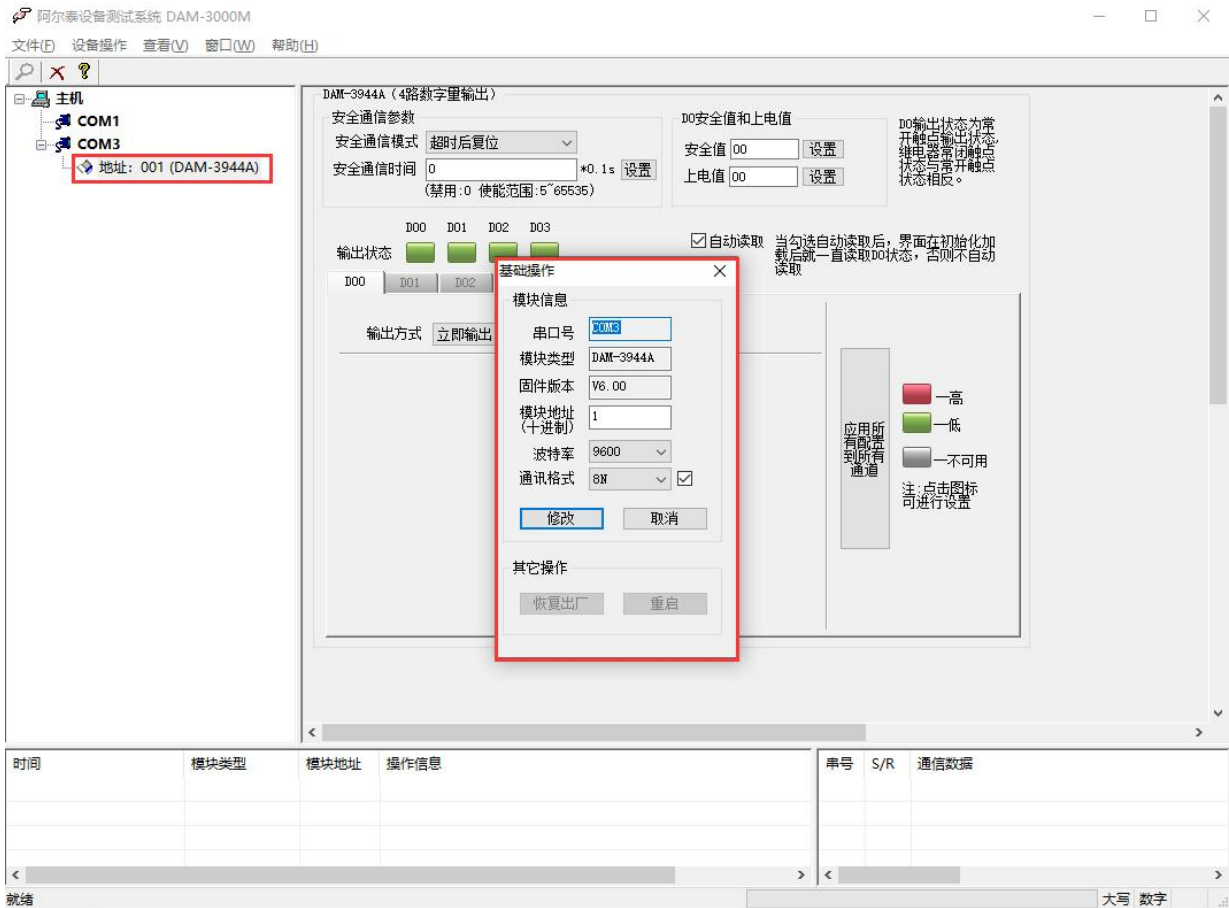 阿尔泰设备测试系统 DAM-3000M
文件(F) 设备操作 查看(V) 窗口(W) 帮助(H)
主机
COM1
COM3
地址：001 (DAM-3944A)
DAM-3944A（4路数字量输出）
安全通信参数
安全通信模式 超时后复位
安全通信时间 0 *0.1s 设置
(禁用:0 使能范围:5~65535)
DO安全值和上电值
安全值 00 设置
上电值 00 设置
DO输出状态为常
开触点输出状态,
继电器常闭触点
状态与常开触点
状态相反。
DO0 DO1 DO2 DO3
输出状态
自动读取 当勾选自动读取后，界面在初始化加
载后就一直读取DO状态，否则不自动
读取
DO0 DO1 DO2
输出方式 立即输出
基础操作
模块信息
串口号 COM3
模块类型 DAM-3944A
固件版本 V6.00
模块地址
(十进制) 1
波特率 9600
通讯格式 8N
修改 取消
其它操作
恢复出厂 重启
应用所
有配置
到所有
通道
—高
—低
—不可用
注:点击图标
可进行设置
时间 模块类型 模块地址 操作信息
串号 S/R 通信数据
就绪
大写 数字